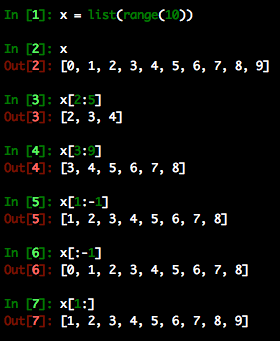 In [1]: x = list(range(10))
In [2]: x
Out[2]: [0, 1, 2, 3, 4, 5, 6, 7, 8, 9]
In [3]: x[2:5]
Out[3]: [2, 3, 4]
In [4]: x[3:9]
Out[4]: [3, 4, 5, 6, 7, 8]
In [5]: x[1:-1]
Out[5]: [1, 2, 3, 4, 5, 6, 7, 8]
In [6]: x[:-1]
Out[6]: [0, 1, 2, 3, 4, 5, 6, 7, 8]
In [7]: x[1:]
Out[7]: [1, 2, 3, 4, 5, 6, 7, 8, 9]